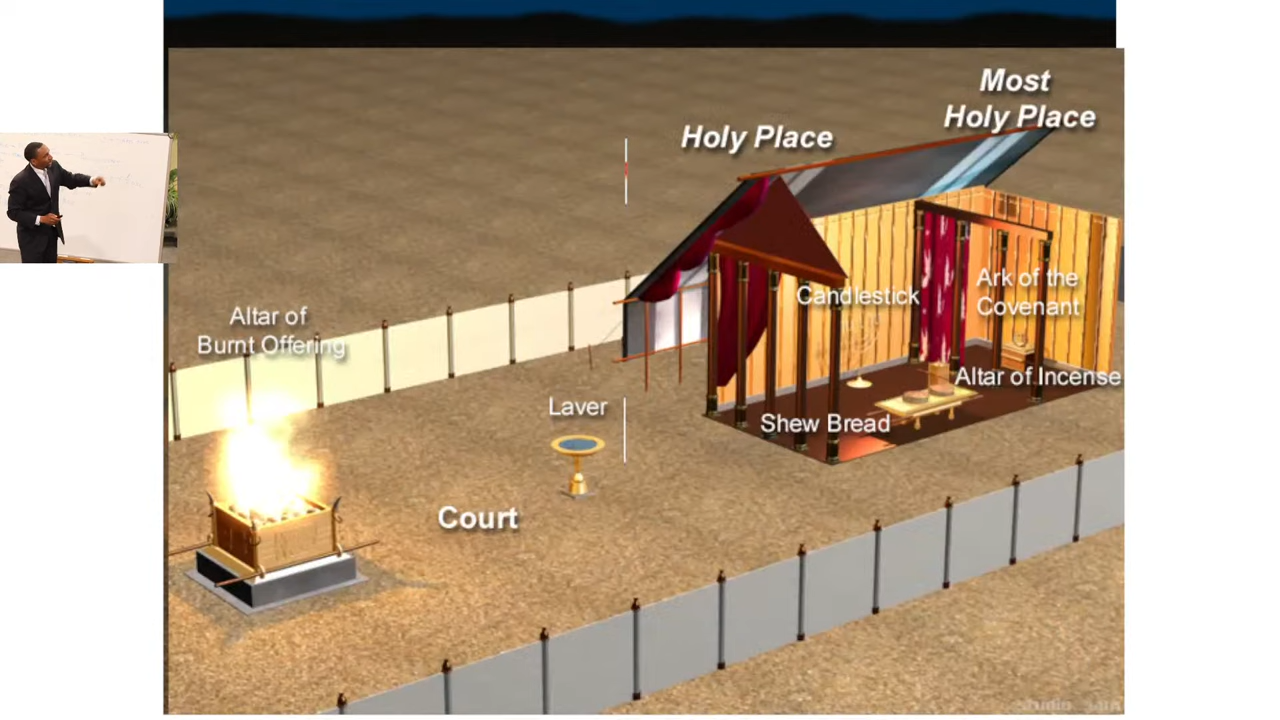 Most
Holy Place
Holy Place
Candlestick
Ark of the
Covenant
Altar of
Burnt Offering
Altar of Incense
Laver
Shew Bread
Court